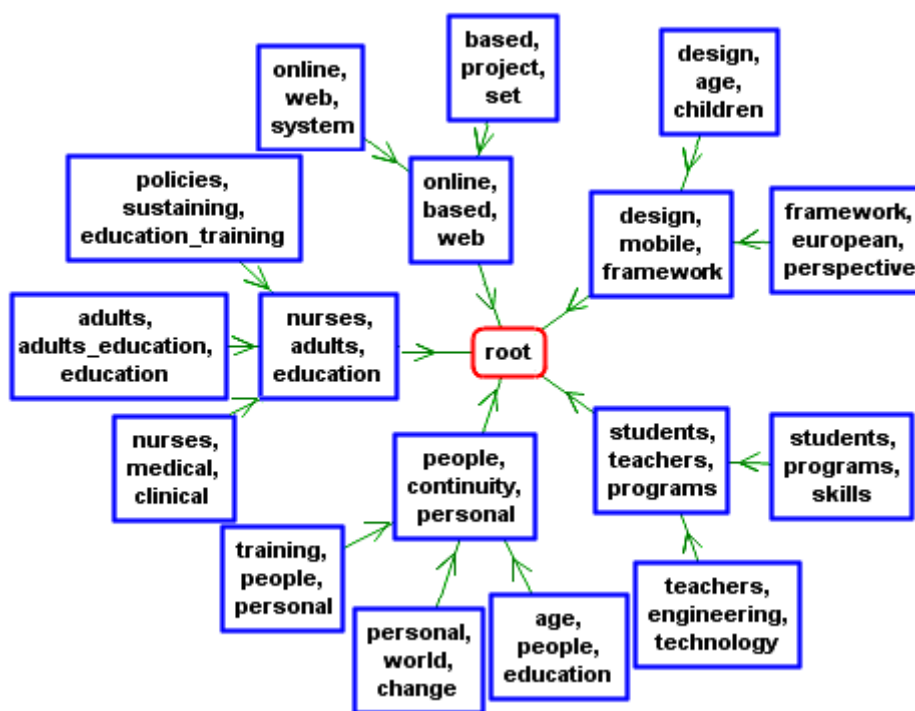 based,
project,
set
online,
web,
system
design,
age,
children
online,
based,
web
policies,
sustaining,
education_training
design,
mobile,
framework
framework,
european,
perspective
adults,
adults_education,
education
nurses,
adults,
education
root
nurses,
medical,
clinical
people,
continuity,
personal
students,
teachers,
programs
students,
programs,
skills
training,
people,
personal
personal,
world,
change
age,
people,
education
teachers,
engineering,
technology